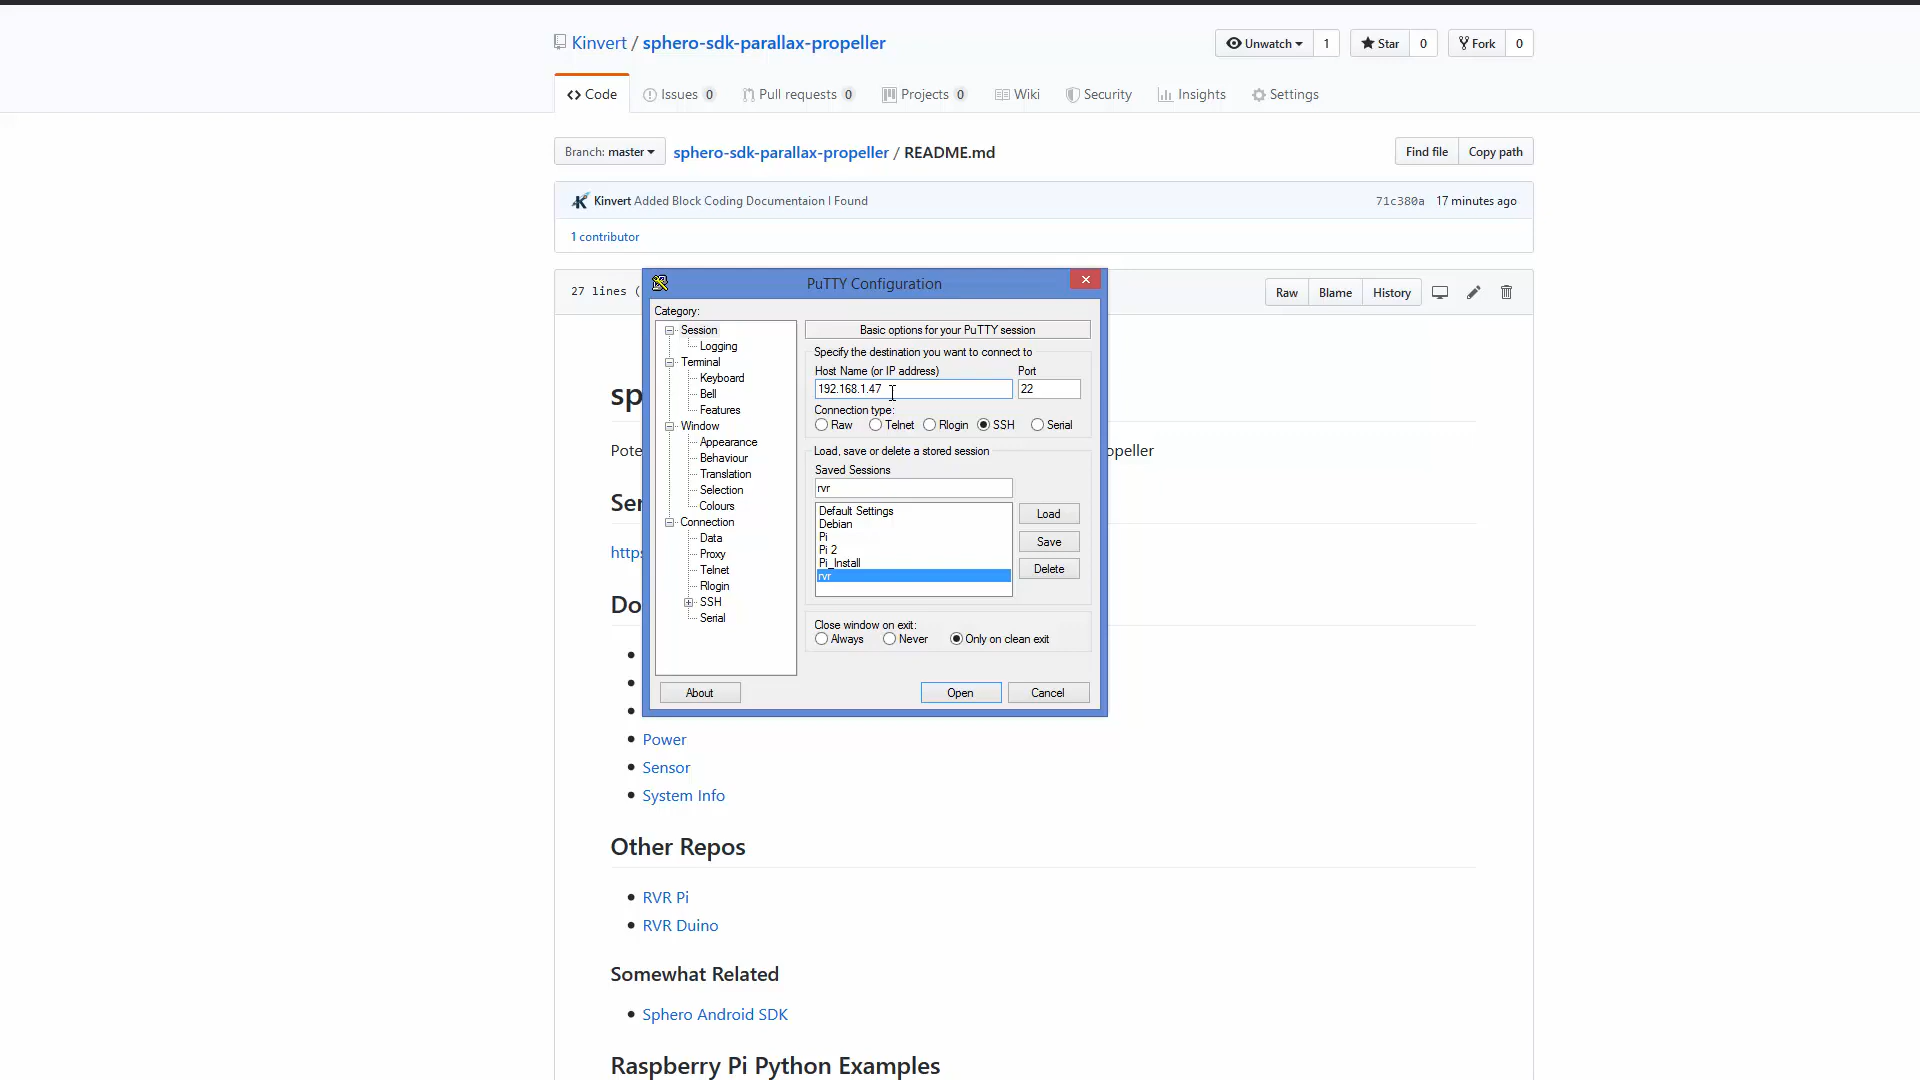 Kinvert / sphero-sdk-parallax-propeller
Unwatch 1 Star 0 Fork 0
Code Issues 0 Pull requests 0 Projects 0 Wiki Security Insights Settings
Branch: master sphero-sdk-parallax-propeller / README.md Find file Copy path
Kinvert Added Block Coding Documentaion I Found 71c380a 17 minutes ago
1 contributor
27 lines ( Raw Blame History
PuTTY Configuration
Category:
Session
Logging
Terminal
Keyboard
Bell
Features
Window
Appearance
Behaviour
Translation
Selection
Colours
Connection
Data
Proxy
Telnet
Rlogin
SSH
Serial
Basic options for your PuTTY session
Specify the destination you want to connect to
Host Name (or IP address) Port
192.168.1.47 22
Connection type:
Raw Telnet Rlogin SSH Serial
Load, save or delete a stored session
Saved Sessions
rvr
Default Settings
Debian
Pi
Pi 2
Pi_Install
rvr
Load
Save
Delete
Close window on exit:
Always Never Only on clean exit
About Open Cancel
sp
Pote
opeller
Ser
https
Do
Power
Sensor
System Info
Other Repos
RVR Pi
RVR Duino
Somewhat Related
Sphero Android SDK
Raspberry Pi Python Examples